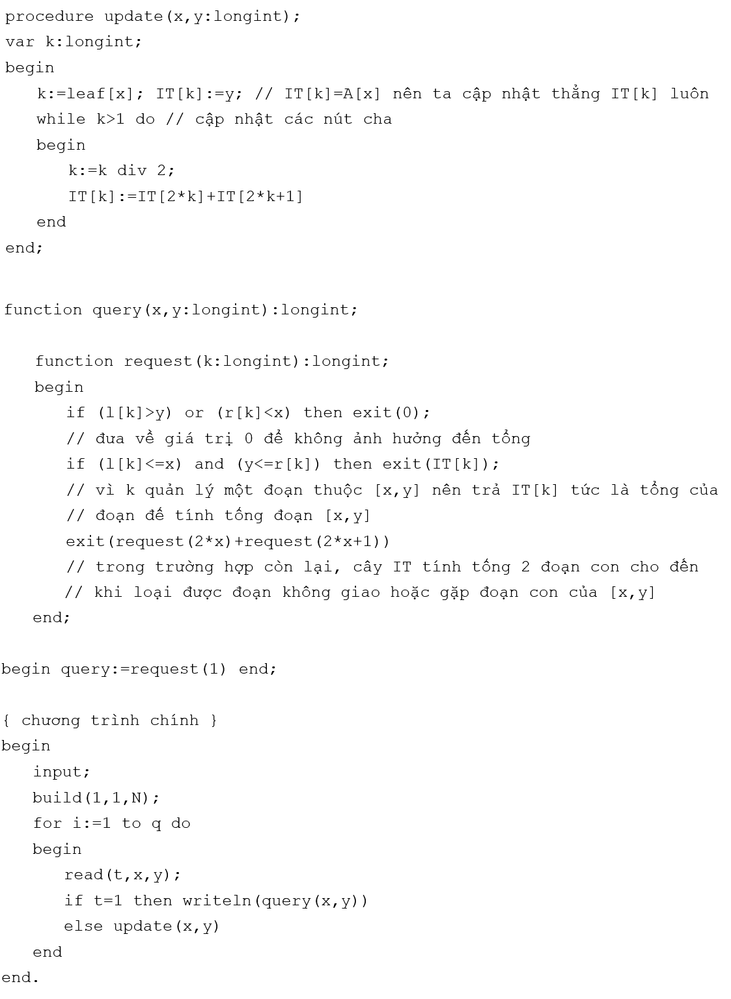 procedure update(x,y:longint);
var k:longint;
begin
k:=leaf[x]; IT[k]:=y; // IT[k]=A[x] nên ta cập nhật thẳng IT[k] luôn
while k>1 do // cập nhật các nút cha
begin
k:=k div 2;
IT[k]:=IT[2*k]+IT[2*k+1]
end
end;
function query(x,y:longint):longint;
function request(k:longint):longint;
begin
if (l[k]>y) or (r[k]<x) then exit(0);
// đưa về giá trị 0 để không ảnh hưởng đến tổng
if (l[k]<=x) and (y<=r[k]) then exit(IT[k]);
// vì k quản lý một đoạn thuộc [x,y] nên trả IT[k] tức là tổng của
// đoạn đế tính tống đoạn [x,y]
exit(request(2*x)+request(2*x+1))
// trong trường hợp còn lại, cây IT tính tống 2 đoạn con cho đến
// khi loại được đoạn không giao hoặc gặp đoạn con của [x,y]
end;
begin query:=request(1) end;
{ chương trình chính }
begin
input;
build(1,1,N);
for i:=1 to q do
begin
read(t,x,y);
if t=1 then writeln(query(x,y))
else update(x,y)
end
end.